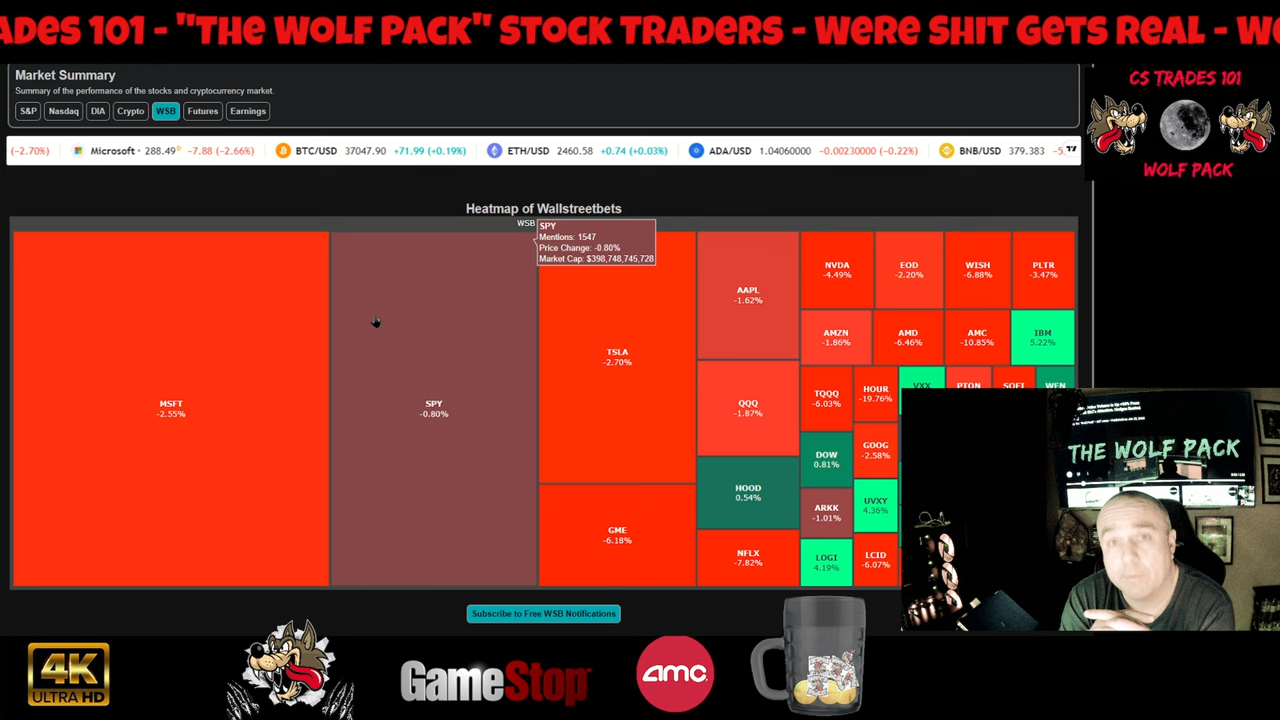 ADES 101 - "THE WOLF PACK" STOCK TRADERS - WERE SHIT GETS REAL - W
Market Summary
Summary of the performance of the stocks and cryptocurrency market.
S&P Nasdaq DIA Crypto WSB Futures Earnings
CS TRADES 101
WOLF PACK
(-2.70%) Microsoft 288.49 -7.88 (-2.66%) BTC/USD 37047.90 +71.99 (+0.19%) ETH/USD 2460.58 +0.74 (+0.03%) ADA/USD 1.04060000 -0.00230000 (-0.22%) BNB/USD 379.383 -5.
Heatmap of Wallstreetbets
WSB
SPY
Mentions: 1547
Price Change: -0.80%
Market Cap: $398,748,745,728
MSFT
-2.55%
SPY
-0.80%
TSLA
-2.70%
GME
-6.18%
AAPL
-1.62%
QQQ
-1.87%
HOOD
0.54%
NFLX
-7.82%
NVDA
-4.49%
EOD
-2.20%
WISH
-6.88%
PLTR
-3.47%
AMZN
-1.86%
AMD
-6.46%
AMC
-10.85%
IBM
5.22%
TQQQ
-6.03%
HOUR
-19.76%
VXX
PTON
SOFI
WEN
DOW
0.81%
GOOG
-2.58%
ARKK
-1.01%
UVXY
4.36%
LOGI
4.19%
LCID
-6.07%
THE WOLF PACK
Subscribe to Free WSB Notifications
4K
ULTRA HD
GameStop
amc